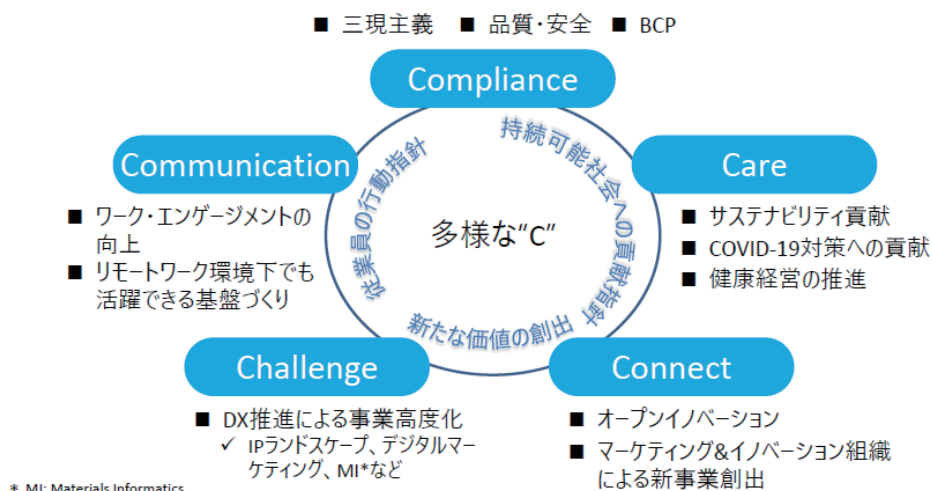 ■ 三現主義 ■ 品質・安全 ■ BCP
Compliance
持続可能社会への貢献指針
従業員の行動指針
新たな価値の創出
多様な“C”
Communication
■ ワーク・エンゲージメントの
向上
■ リモートワーク環境下でも
活躍できる基盤づくり
Care
■ サステナビリティ貢献
■ COVID-19対策への貢献
■ 健康経営の推進
Challenge
■ DX推進による事業高度化
✓ IPランドスケープ、デジタルマー
ケティング、MI*など
Connect
■ オープンイノベーション
■ マーケティング&イノベーション組織
による新事業創出
* MI: Materials Informatics